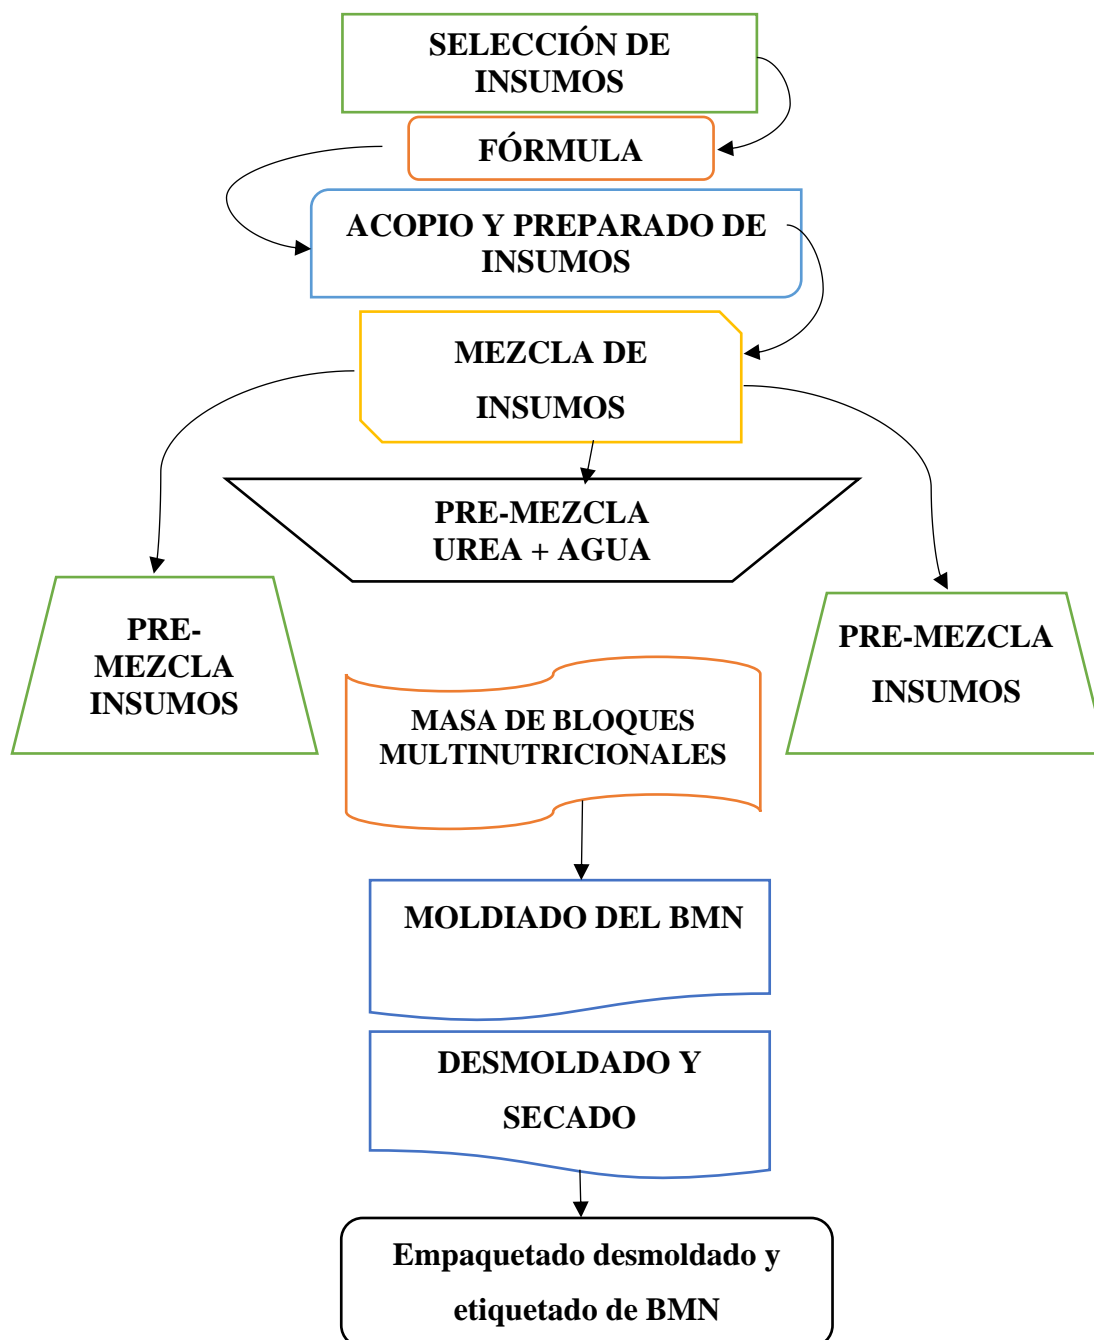 SELECCIÓN DE
INSUMOS
FÓRMULA
ACOPIO Y PREPARADO DE
INSUMOS
MEZCLA DE
INSUMOS
PRE-MEZCLA
UREA + AGUA
PRE-
MEZCLA
INSUMOS
PRE-MEZCLA
INSUMOS
MASA DE BLOQUES
MULTINUTRICIONALES
MOLDIADO DEL BMN
DESMOLDADO Y
SECADO
Empaquetado desmoldado y
etiquetado de BMN